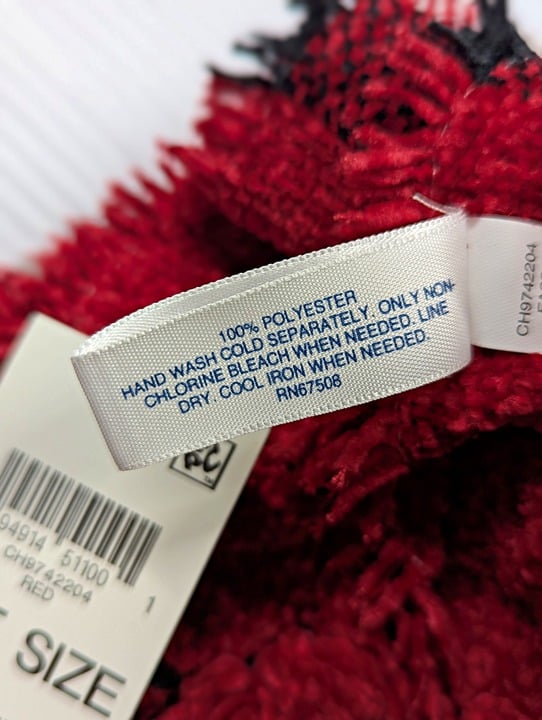 100% POLYESTER
HAND WASH COLD SEPARATELY. ONLY NON-
CHLORINE BLEACH WHEN NEEDED. LINE
DRY. COOL IRON WHEN NEEDED.
RN67508
CH9742204
94914 51100 1
CH9742204
RED
SIZE